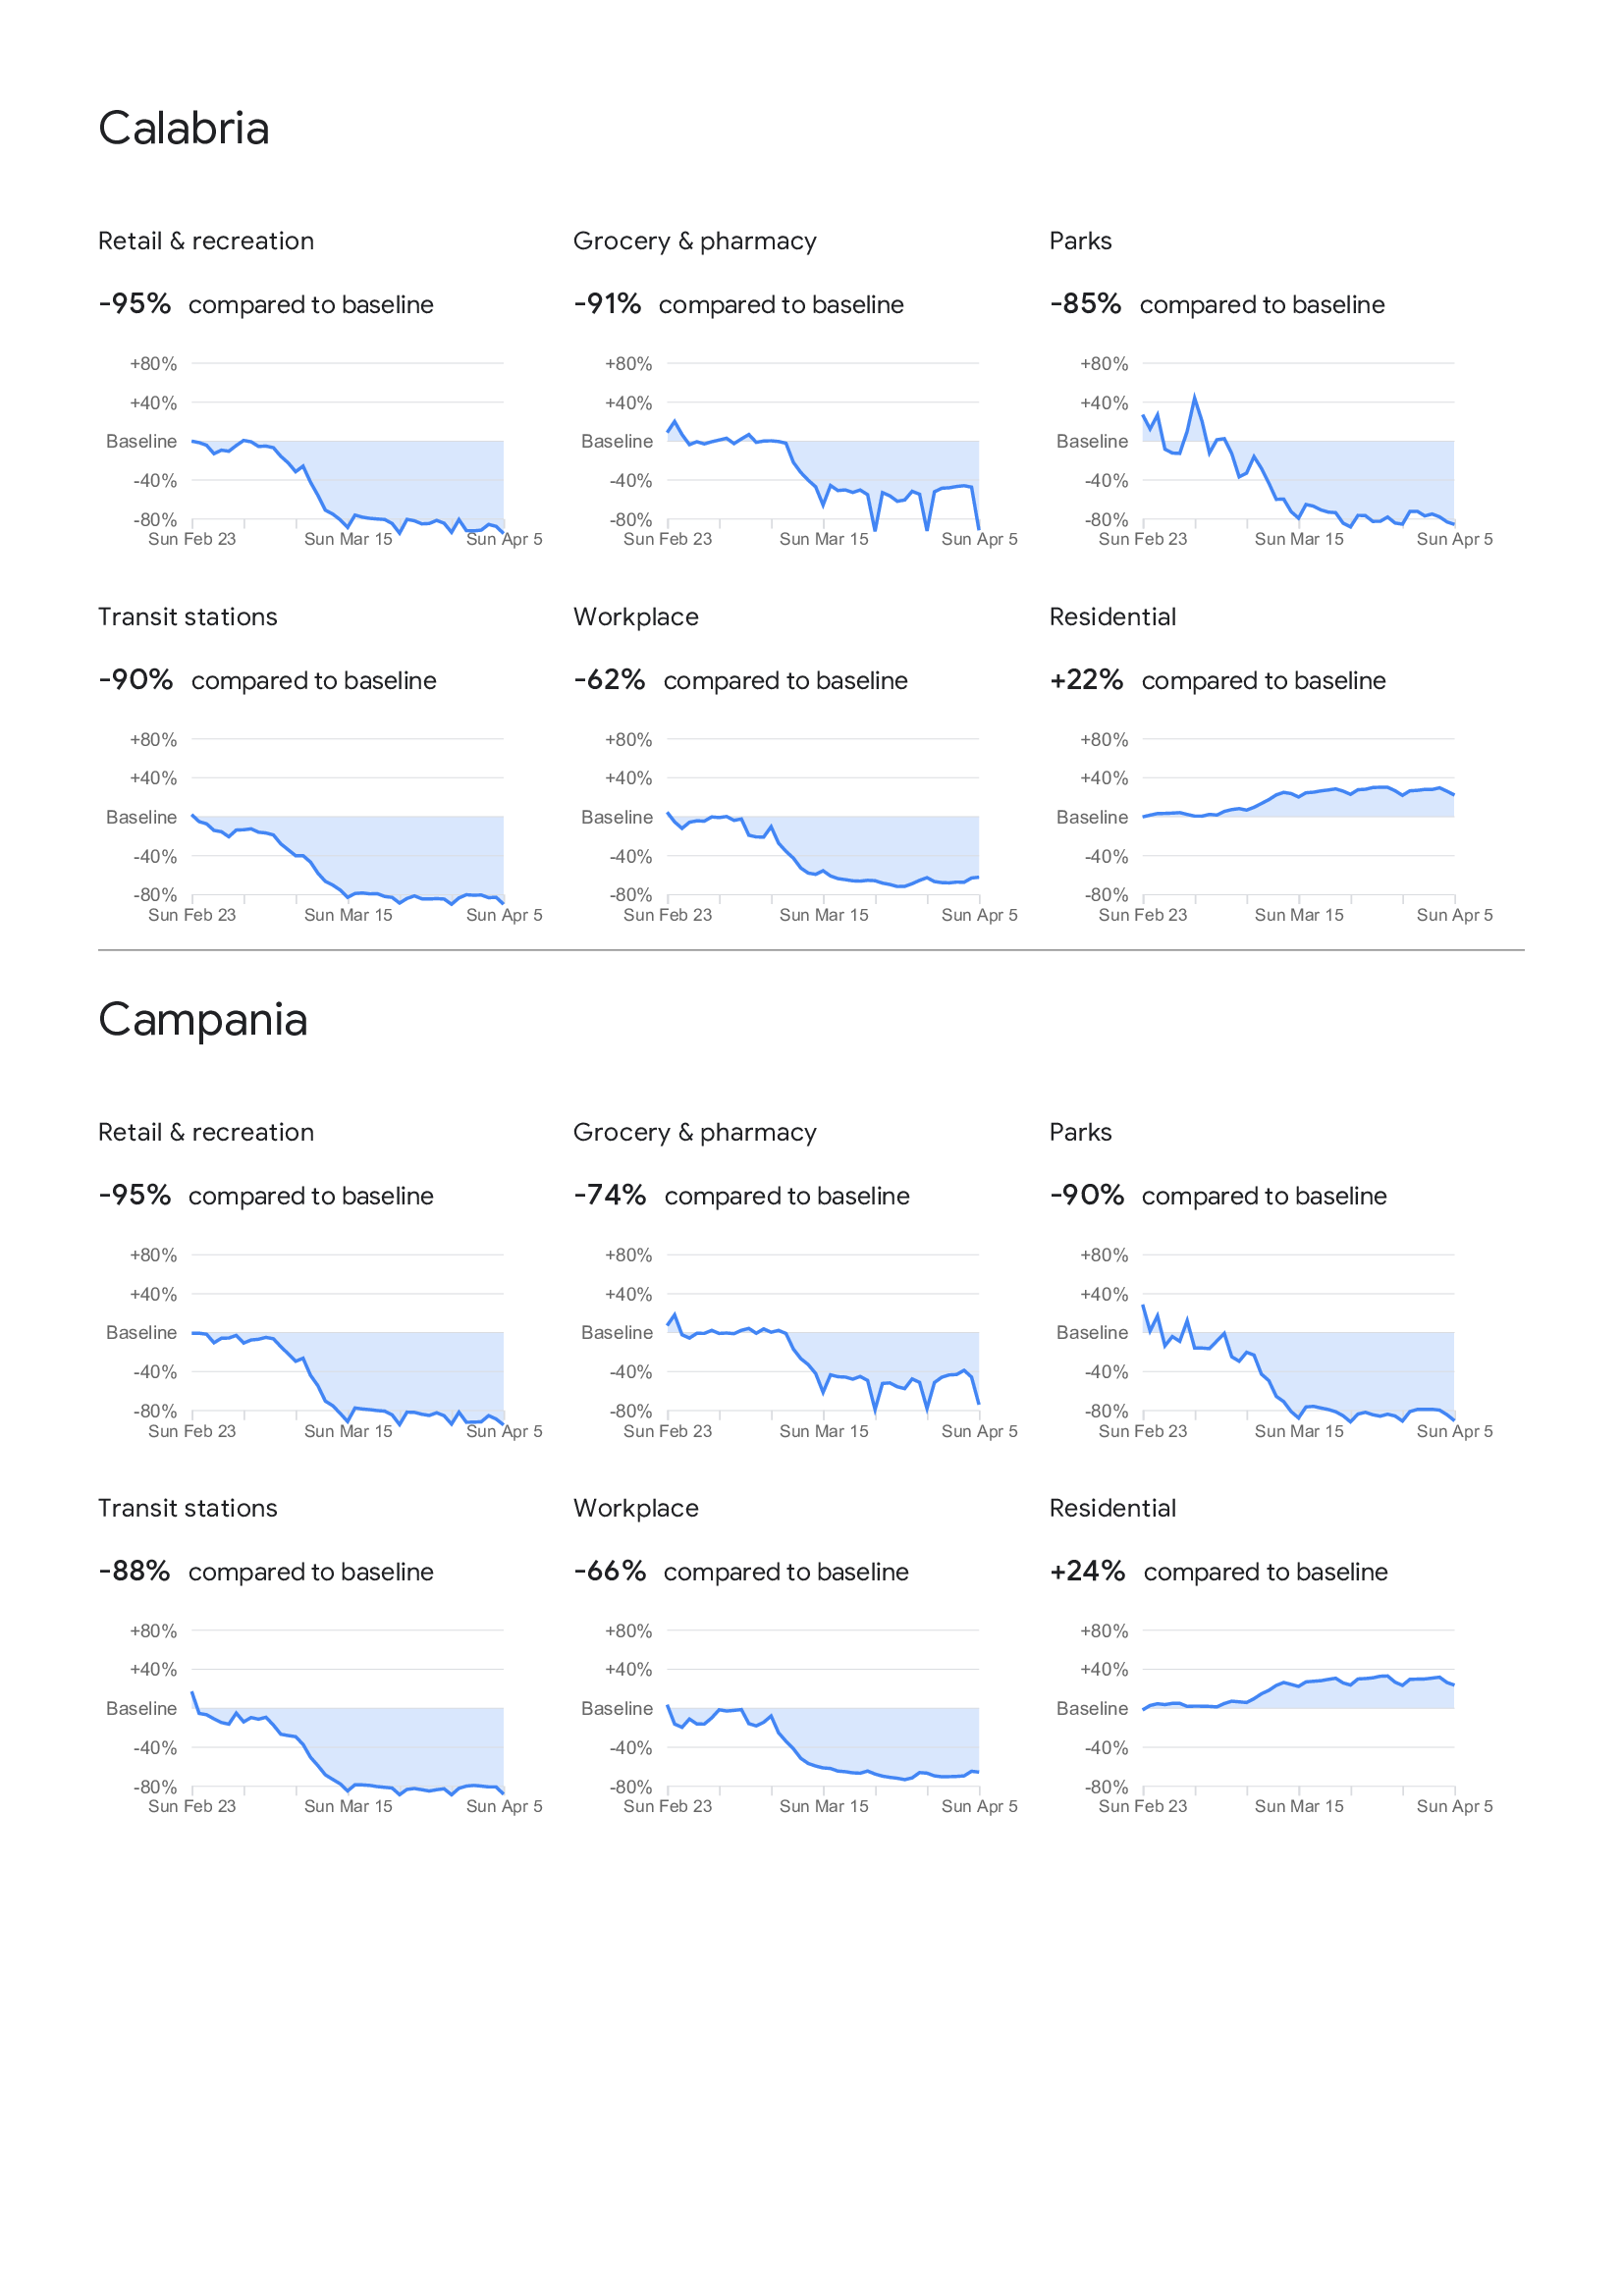 Calabria
Retail & recreation
-95% compared to baseline
+80%
+40%
Baseline
-40%
-80%
Sun Feb 23 Sun Mar 15 Sun Apr 5
Grocery & pharmacy
-91% compared to baseline
+80%
+40%
Baseline
-40%
-80%
Sun Feb 23 Sun Mar 15 Sun Apr 5
Parks
-85% compared to baseline
+80%
+40%
Baseline
-40%
-80%
Sun Feb 23 Sun Mar 15 Sun Apr 5
Transit stations
-90% compared to baseline
+80%
+40%
Baseline
-40%
-80%
Sun Feb 23 Sun Mar 15 Sun Apr 5
Workplace
-62% compared to baseline
+80%
+40%
Baseline
-40%
-80%
Sun Feb 23 Sun Mar 15 Sun Apr 5
Residential
+22% compared to baseline
+80%
+40%
Baseline
-40%
-80%
Sun Feb 23 Sun Mar 15 Sun Apr 5
Campania
Retail & recreation
-95% compared to baseline
+80%
+40%
Baseline
-40%
-80%
Sun Feb 23 Sun Mar 15 Sun Apr 5
Grocery & pharmacy
-74% compared to baseline
+80%
+40%
Baseline
-40%
-80%
Sun Feb 23 Sun Mar 15 Sun Apr 5
Parks
-90% compared to baseline
+80%
+40%
Baseline
-40%
-80%
Sun Feb 23 Sun Mar 15 Sun Apr 5
Transit stations
-88% compared to baseline
+80%
+40%
Baseline
-40%
-80%
Sun Feb 23 Sun Mar 15 Sun Apr 5
Workplace
-66% compared to baseline
+80%
+40%
Baseline
-40%
-80%
Sun Feb 23 Sun Mar 15 Sun Apr 5
Residential
+24% compared to baseline
+80%
+40%
Baseline
-40%
-80%
Sun Feb 23 Sun Mar 15 Sun Apr 5